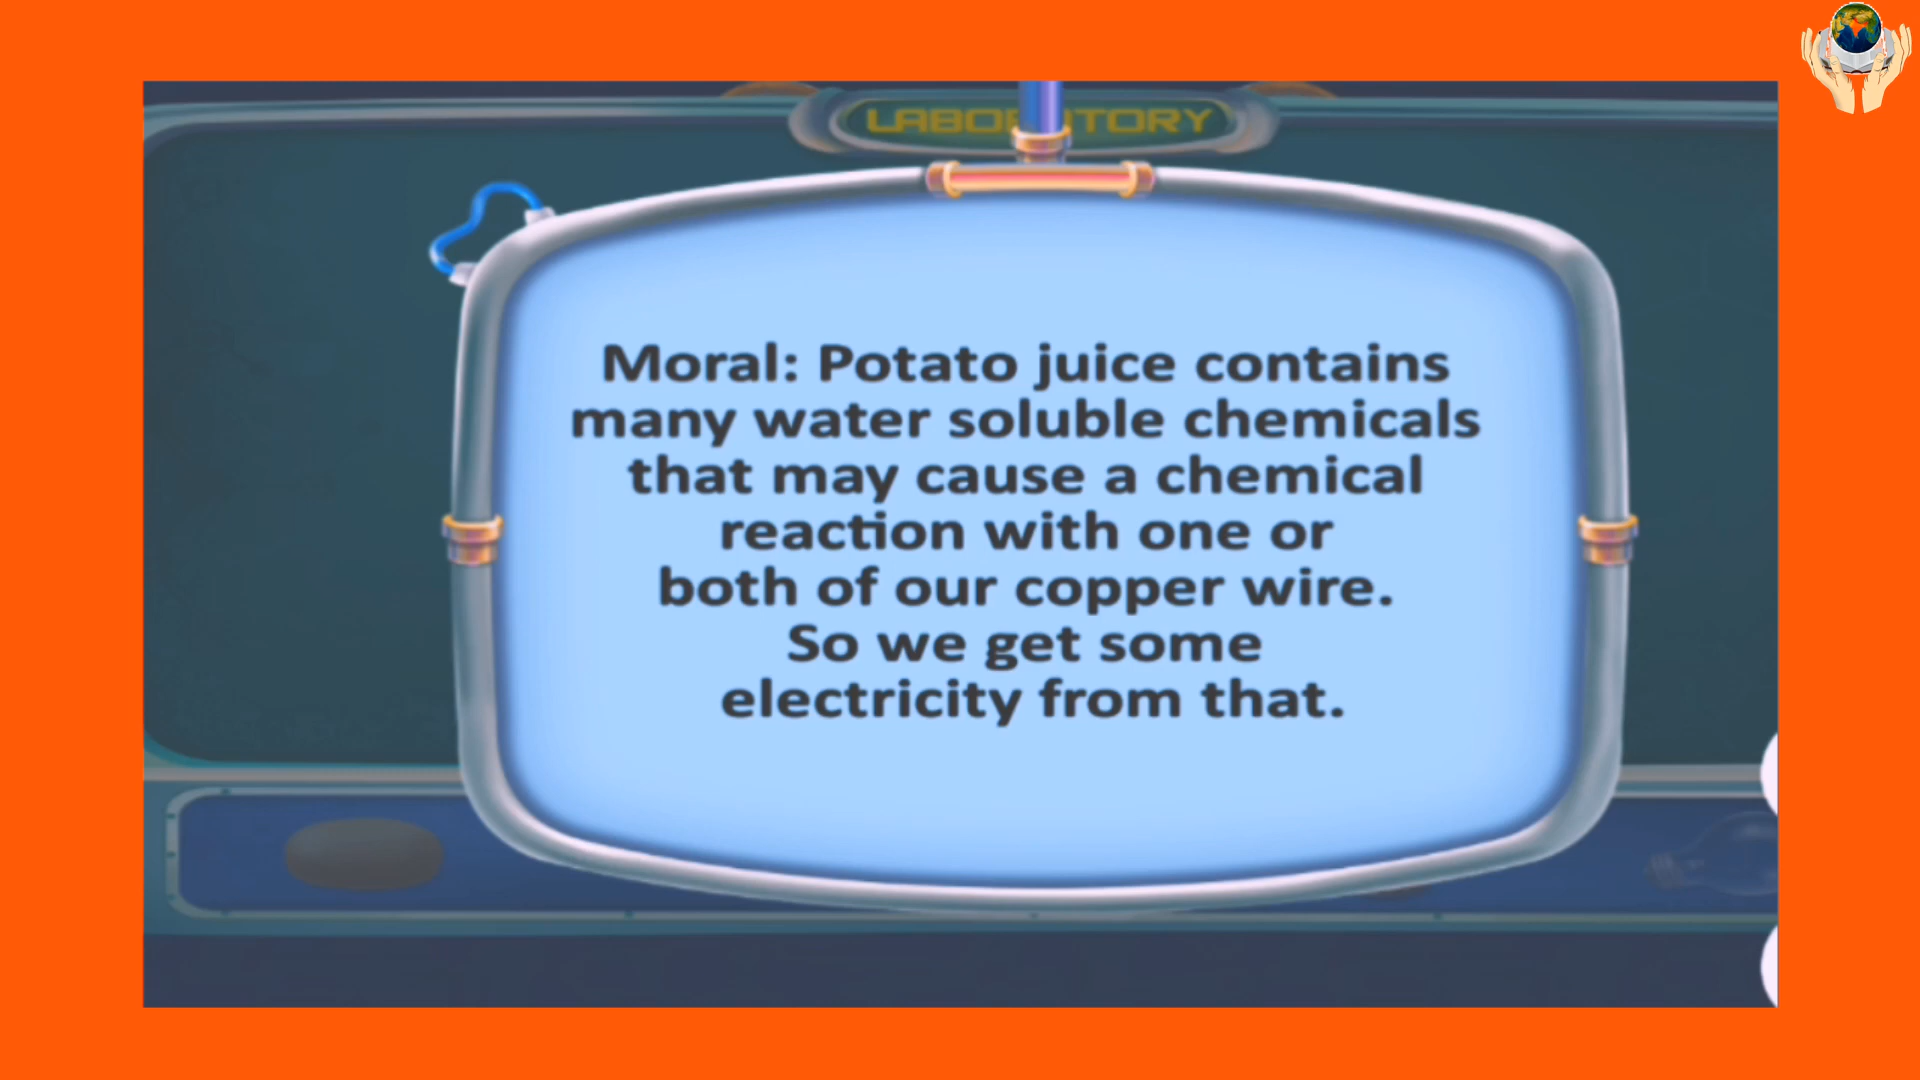 LABORATORY
Moral: Potato juice contains
many water soluble chemicals
that may cause a chemical
reaction with one or
both of our copper wire.
So we get some
electricity from that.